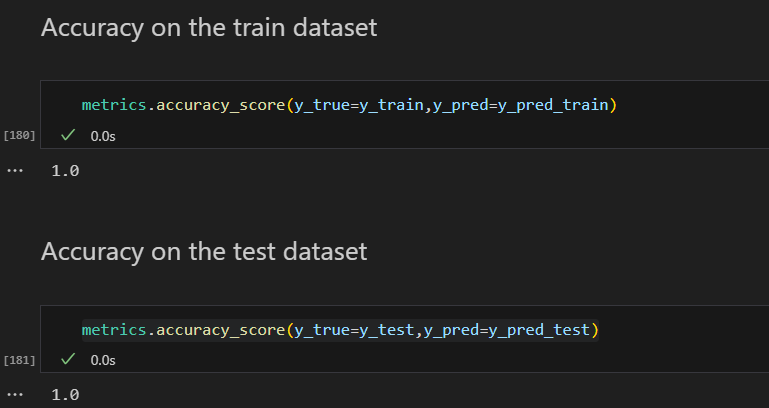 Accuracy on the train dataset
metrics.accuracy_score(y_true=y_train,y_pred=y_pred_train)
[180]
0.0s
...
1.0
Accuracy on the test dataset
metrics.accuracy_score(y_true=y_test,y_pred=y_pred_test)
[181]
0.0s
...
1.0